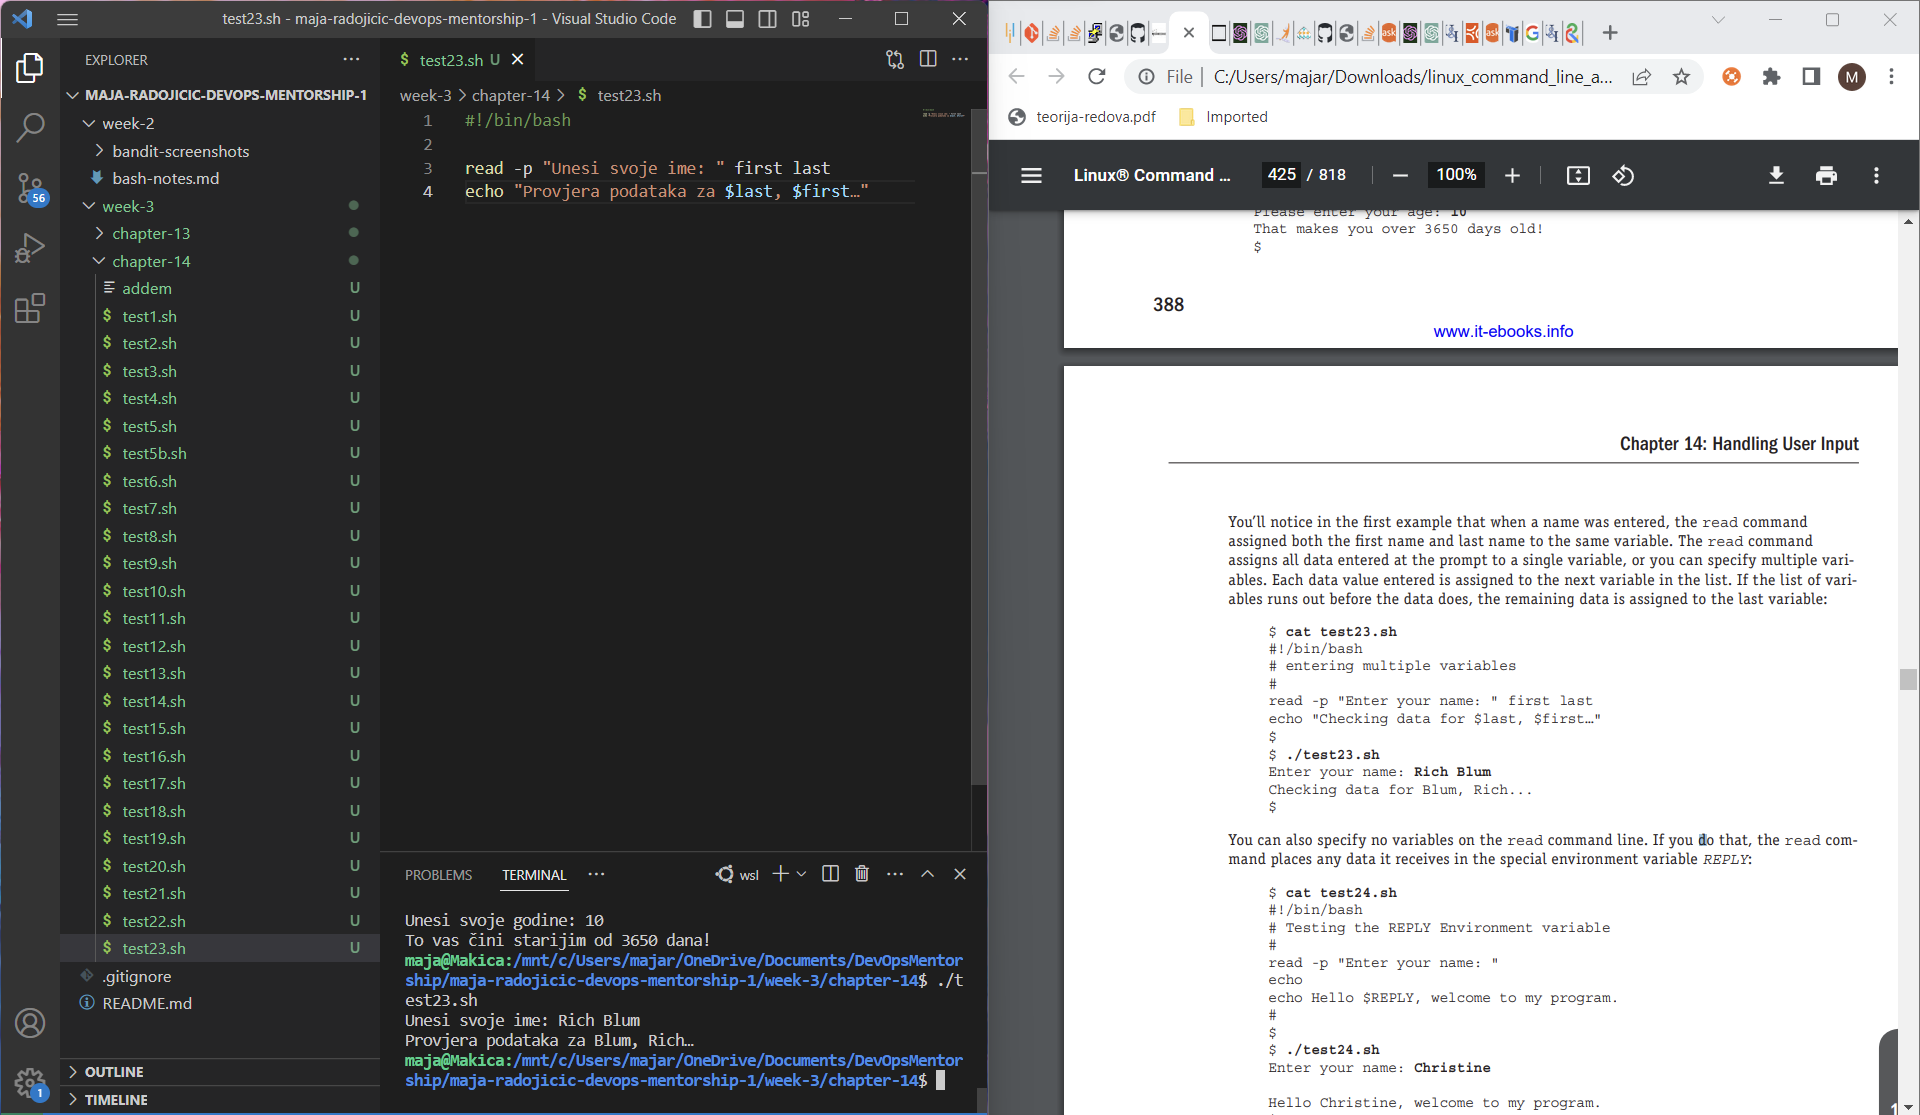 test23.sh - maja-radojicic-devops-mentorship-1 - Visual Studio Code
EXPLORER
MAJA-RADOJICIC-DEVOPS-MENTORSHIP-1
week-2
bandit-screenshots
bash-notes.md
week-3
chapter-13
chapter-14
addem U
test1.sh U
test2.sh U
test3.sh U
test4.sh U
test5.sh U
test5b.sh U
test6.sh U
test7.sh U
test8.sh U
test9.sh U
test10.sh U
test11.sh U
test12.sh U
test13.sh U
test14.sh U
test15.sh U
test16.sh U
test17.sh U
test18.sh U
test19.sh U
test20.sh U
test21.sh U
test22.sh U
test23.sh U
.gitignore
README.md
OUTLINE
TIMELINE
56
1
$ test23.sh U
week-3 > chapter-14 > $ test23.sh
1 #!/bin/bash
2
3 read -p "Unesi svoje ime: " first last
4 echo "Provjera podataka za $last, $first…"
PROBLEMS TERMINAL
wsl
Unesi svoje godine: 10
To vas čini starijim od 3650 dana!
maja@Makica:/mnt/c/Users/majar/OneDrive/Documents/DevOpsMentor
ship/maja-radojicic-devops-mentorship-1/week-3/chapter-14$ ./t
est23.sh
Unesi svoje ime: Rich Blum
Provjera podataka za Blum, Rich…
maja@Makica:/mnt/c/Users/majar/OneDrive/Documents/DevOpsMentor
ship/maja-radojicic-devops-mentorship-1/week-3/chapter-14$
File | C:/Users/majar/Downloads/linux_command_line_a...
M
teorija-redova.pdf
Imported
Linux® Command ...
425 / 818
100%
Please enter your age: 10
That makes you over 3650 days old!
$
388
www.it-ebooks.info
Chapter 14: Handling User Input
You'll notice in the first example that when a name was entered, the read command
assigned both the first name and last name to the same variable. The read command
assigns all data entered at the prompt to a single variable, or you can specify multiple vari-
ables. Each data value entered is assigned to the next variable in the list. If the list of vari-
ables runs out before the data does, the remaining data is assigned to the last variable:
$ cat test23.sh
#!/bin/bash
# entering multiple variables
#
read -p "Enter your name: " first last
echo "Checking data for $last, $first…"
$
$ ./test23.sh
Enter your name: Rich Blum
Checking data for Blum, Rich...
$
You can also specify no variables on the read command line. If you do that, the read com-
mand places any data it receives in the special environment variable REPLY:
$ cat test24.sh
#!/bin/bash
# Testing the REPLY Environment variable
#
read -p "Enter your name: "
echo
echo Hello $REPLY, welcome to my program.
#
$
$ ./test24.sh
Enter your name: Christine
Hello Christine, welcome to my program.